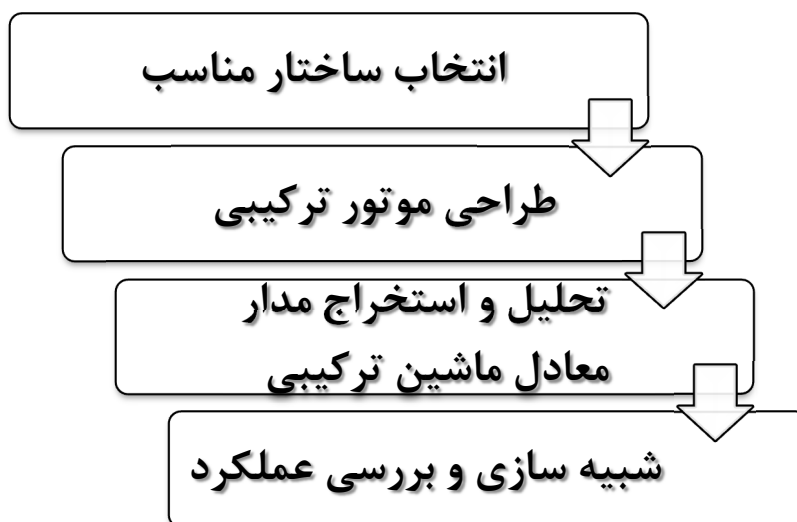 انتخاب ساختار مناسب
طراحی موتور ترکیبی
تحلیل و استخراج مدار
معادل ماشین ترکیبی
شبیه سازی و بررسی عملکرد